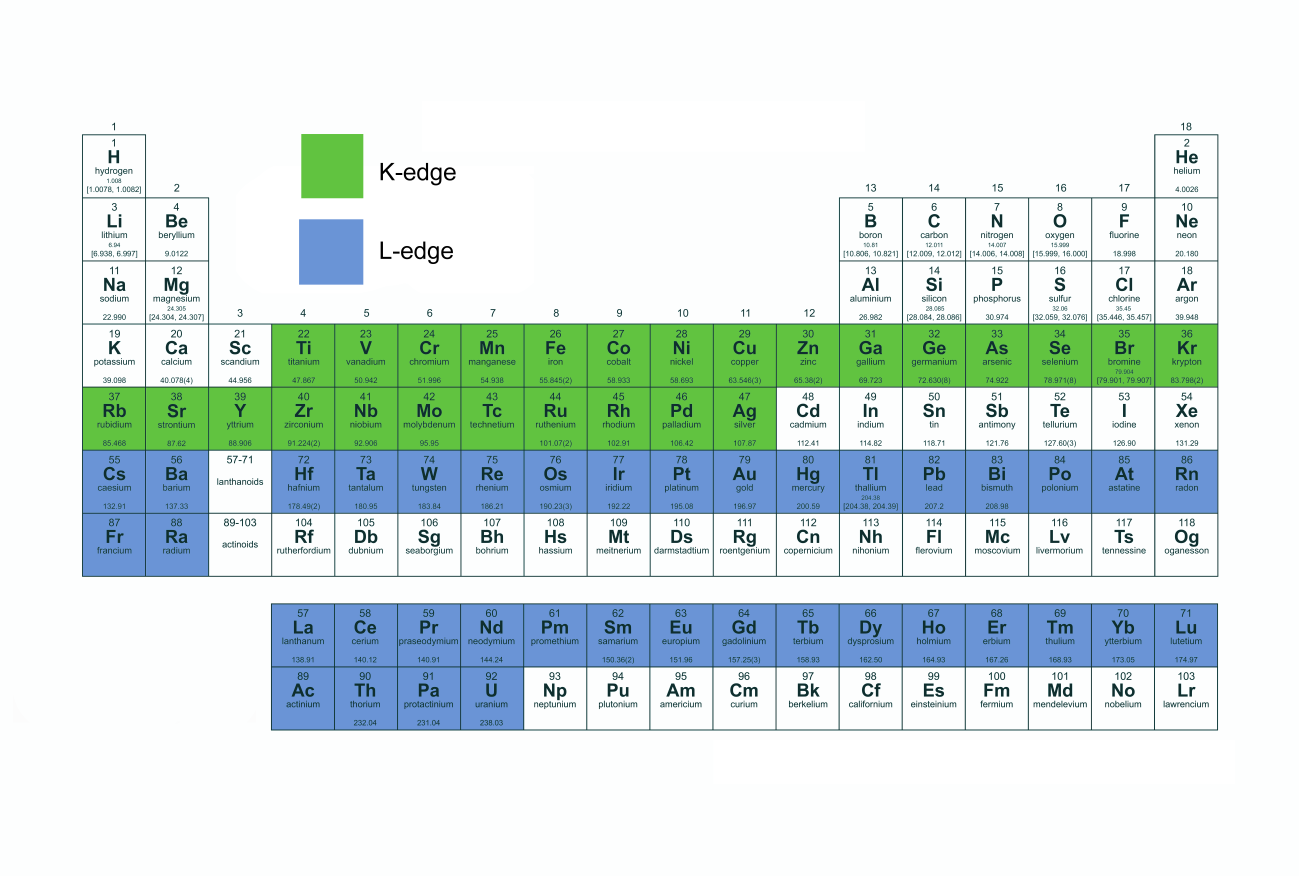 1
18
1
H
hydrogen
1.008
[1.0078, 1.0082]
2
He
helium
4.0026
K-edge
L-edge
2
13
14
15
16
17
3
Li
lithium
6.94
[6.938, 6.997]
4
Be
beryllium
9.0122
5
B
boron
10.81
[10.806, 10.821]
6
C
carbon
12.011
[12.009, 12.012]
7
N
nitrogen
14.007
[14.006, 14.008]
8
O
oxygen
15.999
[15.999, 16.000]
9
F
fluorine
18.998
10
Ne
neon
20.180
11
Na
sodium
22.990
12
Mg
magnesium
24.305
[24.304, 24.307]
3
4
5
6
7
8
9
10
11
12
13
Al
aluminium
26.982
14
Si
silicon
28.085
[28.084, 28.086]
15
P
phosphorus
30.974
16
S
sulfur
32.06
[32.059, 32.076]
17
Cl
chlorine
35.45
[35.446, 35.457]
18
Ar
argon
39.948
19
K
potassium
39.098
20
Ca
calcium
40.078(4)
21
Sc
scandium
44.956
22
Ti
titanium
47.867
23
V
vanadium
50.942
24
Cr
chromium
51.996
25
Mn
manganese
54.938
26
Fe
iron
55.845(2)
27
Co
cobalt
58.933
28
Ni
nickel
58.693
29
Cu
copper
63.546(3)
30
Zn
zinc
65.38(2)
31
Ga
gallium
69.723
32
Ge
germanium
72.630(8)
33
As
arsenic
74.922
34
Se
selenium
78.971(8)
35
Br
bromine
79.904
[79.901, 79.907]
36
Kr
krypton
83.798(2)
37
Rb
rubidium
85.468
38
Sr
strontium
87.62
39
Y
yttrium
88.906
40
Zr
zirconium
91.224(2)
41
Nb
niobium
92.906
42
Mo
molybdenum
95.95
43
Tc
technetium
44
Ru
ruthenium
101.07(2)
45
Rh
rhodium
102.91
46
Pd
palladium
106.42
47
Ag
silver
107.87
48
Cd
cadmium
112.41
49
In
indium
114.82
50
Sn
tin
118.71
51
Sb
antimony
121.76
52
Te
tellurium
127.60(3)
53
I
iodine
126.90
54
Xe
xenon
131.29
55
Cs
caesium
132.91
56
Ba
barium
137.33
57-71
lanthanoids
72
Hf
hafnium
178.49(2)
73
Ta
tantalum
180.95
74
W
tungsten
183.84
75
Re
rhenium
186.21
76
Os
osmium
190.23(3)
77
Ir
iridium
192.22
78
Pt
platinum
195.08
79
Au
gold
196.97
80
Hg
mercury
200.59
81
Tl
thallium
204.38
[204.38, 204.39]
82
Pb
lead
207.2
83
Bi
bismuth
208.98
84
Po
polonium
85
At
astatine
86
Rn
radon
87
Fr
francium
88
Ra
radium
89-103
actinoids
104
Rf
rutherfordium
105
Db
dubnium
106
Sg
seaborgium
107
Bh
bohrium
108
Hs
hassium
109
Mt
meitnerium
110
Ds
darmstadtium
111
Rg
roentgenium
112
Cn
copernicium
113
Nh
nihonium
114
Fl
flerovium
115
Mc
moscovium
116
Lv
livermorium
117
Ts
tennessine
118
Og
oganesson
57
La
lanthanum
138.91
58
Ce
cerium
140.12
59
Pr
praseodymium
140.91
60
Nd
neodymium
144.24
61
Pm
promethium
62
Sm
samarium
150.36(2)
63
Eu
europium
151.96
64
Gd
gadolinium
157.25(3)
65
Tb
terbium
158.93
66
Dy
dysprosium
162.50
67
Ho
holmium
164.93
68
Er
erbium
167.26
69
Tm
thulium
168.93
70
Yb
ytterbium
173.05
71
Lu
lutetium
174.97
89
Ac
actinium
90
Th
thorium
232.04
91
Pa
protactinium
231.04
92
U
uranium
238.03
93
Np
neptunium
94
Pu
plutonium
95
Am
americium
96
Cm
curium
97
Bk
berkelium
98
Cf
californium
99
Es
einsteinium
100
Fm
fermium
101
Md
mendelevium
102
No
nobelium
103
Lr
lawrencium